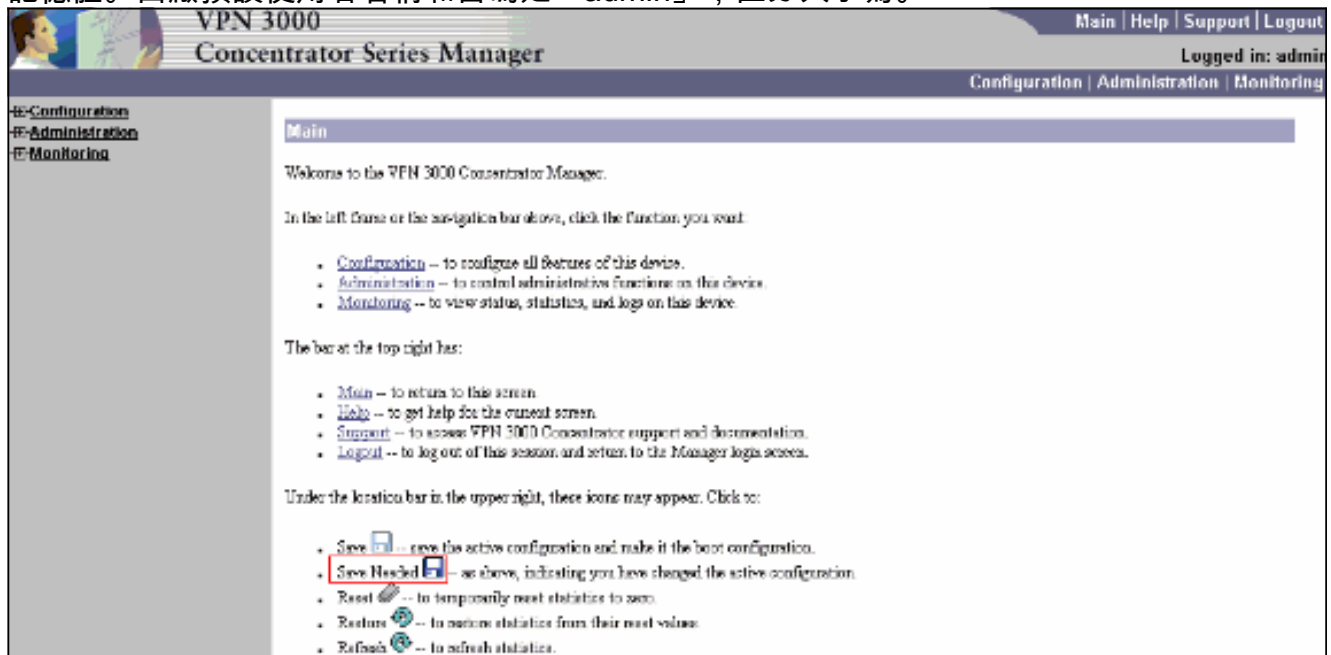 VPN 3000
Concentrator Series Manager
Main | Help | Support | Logout
Logged in: admin
Configuration | Administration | Monitoring
Configuration
Administration
Monitoring
Main
Welcome to the VPN 3000 Concentrator Manager.
In the left frame or the navigation bar above, click the function you want:
Configuration -- to configure all features of this device.
Administration -- to control administrative functions on this device.
Monitoring -- to view status, statistics, and logs on this device.
The bar at the top right has:
Main -- to return to this screen.
Help -- to get help for the current screen.
Support -- to access VPN 3000 Concentrator support and documentation.
Logout -- to log out of this session and return to the Manager login screen.
Under the location bar in the upper right, these icons may appear. Click to:
Save -- save the active configuration and make it the boot configuration.
Save Needed -- as above, indicating you have changed the active configuration.
Reset -- to temporarily reset statistics to zero.
Restore -- to restore statistics from their reset values.
Refresh -- to refresh statistics.